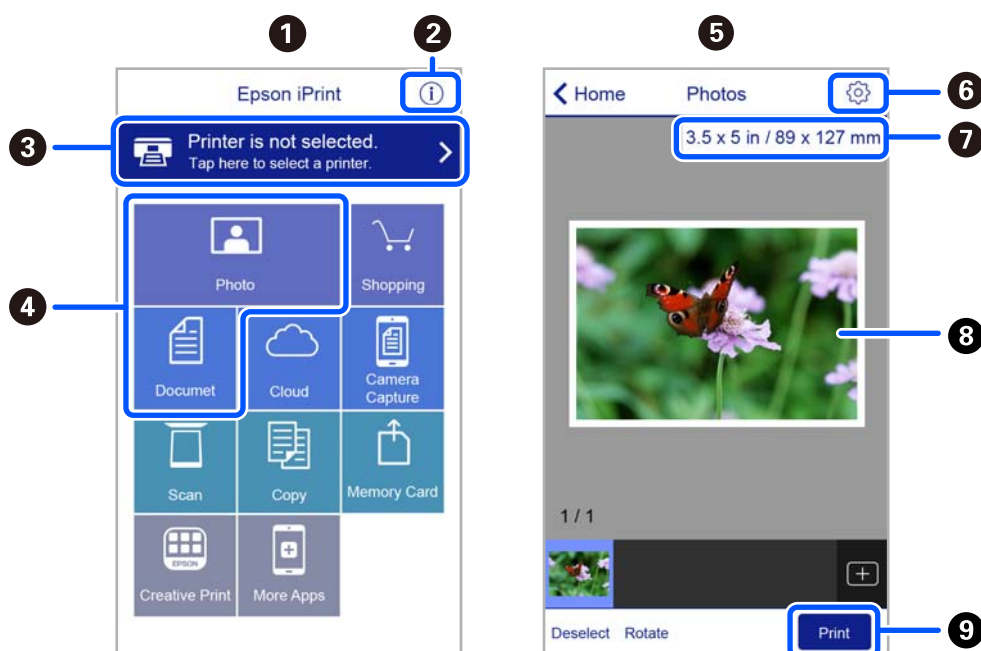 1
2
5
Epson iPrint
i
Home
Photos
6
3
Printer is not selected.
Tap here to select a printer.
3.5 x 5 in / 89 x 127 mm
7
4
Photo
Shopping
Documet
Cloud
Camera
Capture
8
Scan
Copy
Memory Card
1 / 1
EPSON
Creative Print
More Apps
Deselect
Rotate
Print
9